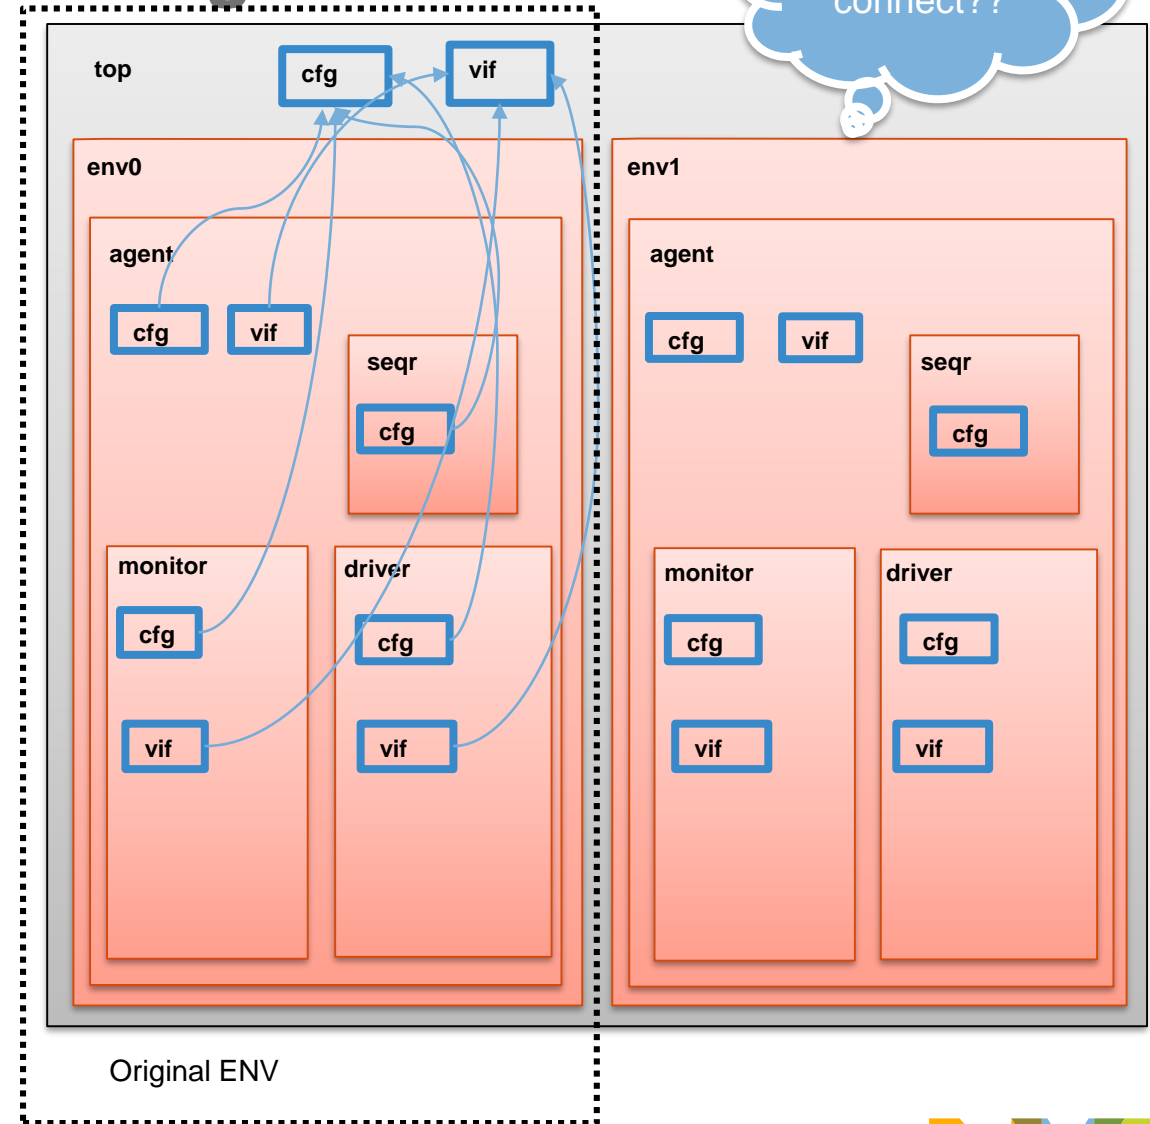 connect??
top
cfg
vif
env0
env1
agent
agent
cfg
vif
cfg
vif
seqr
seqr
cfg
cfg
monitor
driver
monitor
driver
cfg
cfg
cfg
cfg
vif
vif
vif
vif
Original ENV